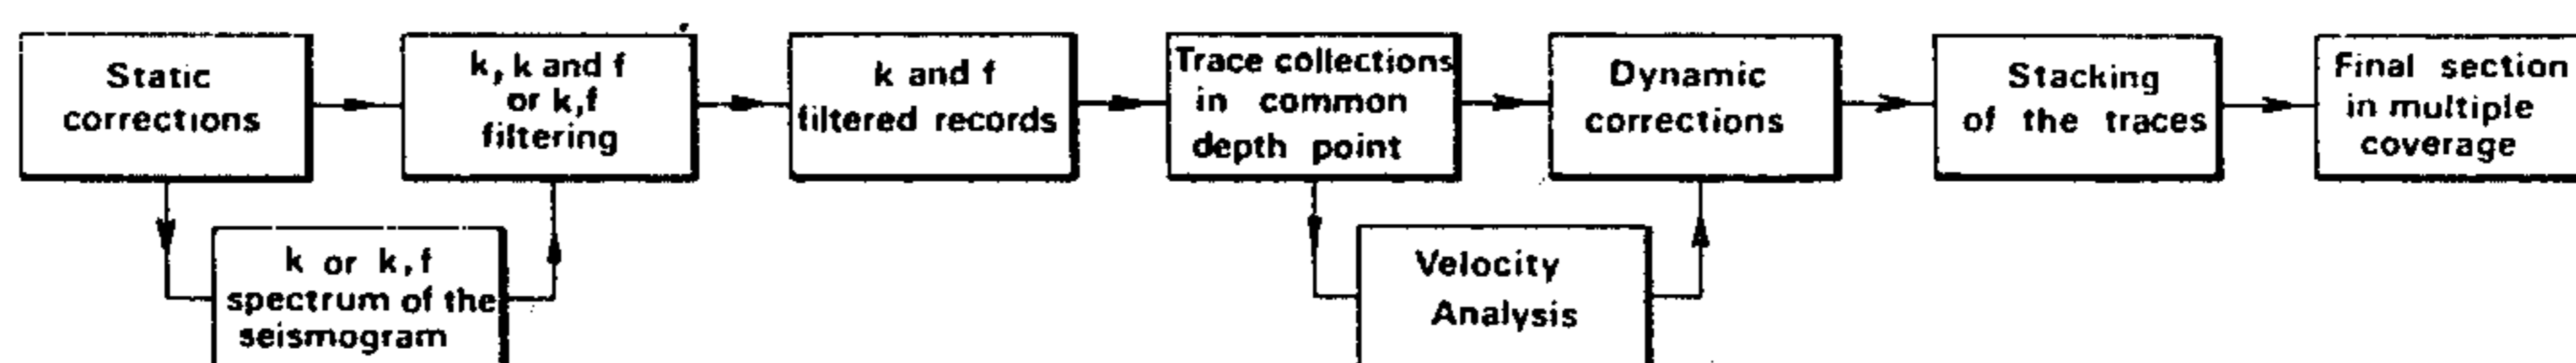 Static
corrections
k, k and f
or k,f
filtering
k and f
filtered records
Trace collections
in common
depth point
Dynamic
corrections
Stacking
of the traces
Final section
in multiple
coverage
k or k,f
spectrum of the
seismogram
Velocity
Analysis